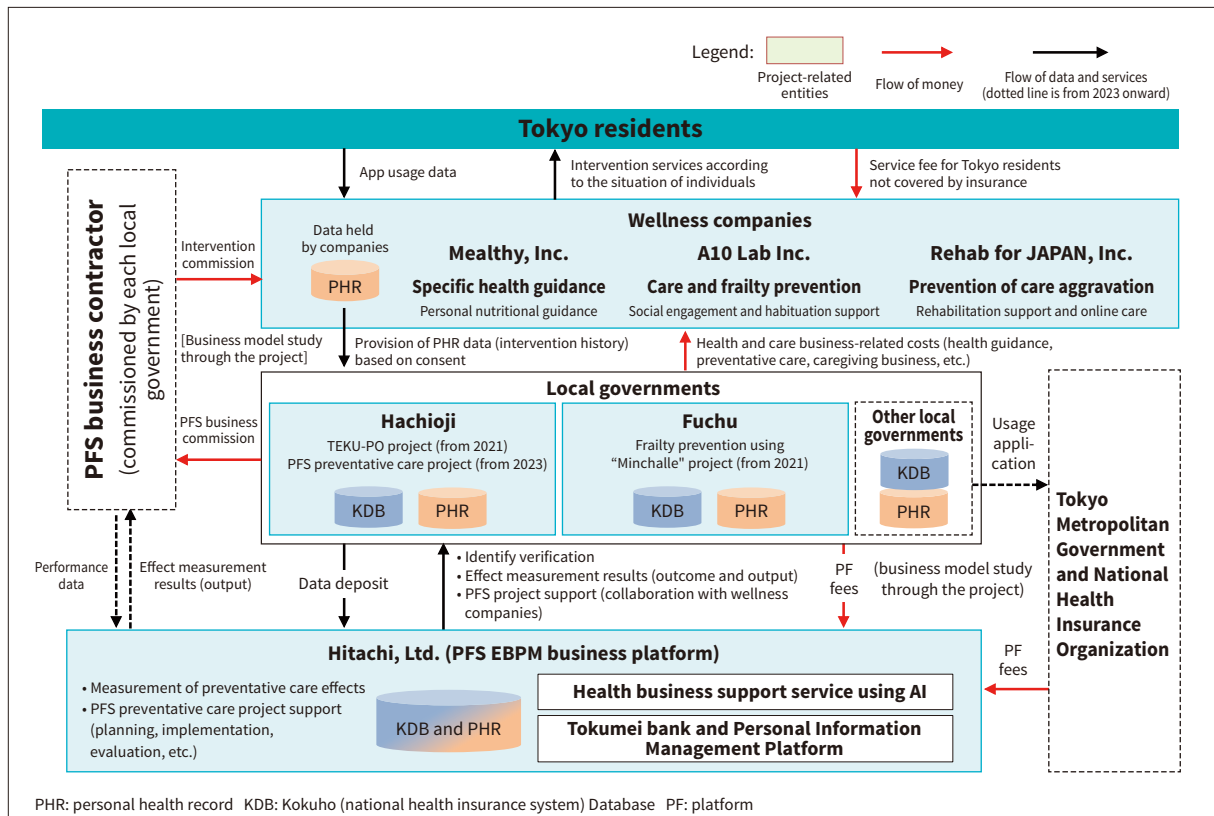 Legend:
Project-related
entities
Flow of money
Flow of data and services
(dotted line is from 2023 onward)
Tokyo residents
App usage data
Intervention services according
to the situation of individuals
Service fee for Tokyo residents
not covered by insurance
PFS business contractor
(commissioned by each local
government)
Intervention
commission
Wellness companies
Data held
by companies
PHR
Mealthy, Inc.
Specific health guidance
Personal nutritional guidance
A10 Lab Inc.
Care and frailty prevention
Social engagement and habituation support
Rehab for JAPAN, Inc.
Prevention of care aggravation
Rehabilitation support and online care
[Business model study
through the project]
Provision of PHR data (intervention history)
based on consent
Health and care business-related costs (health guidance,
preventative care, caregiving business, etc.)
PFS business
commission
Local governments
Hachioji
TEKU-PO project (from 2021)
PFS preventative care project (from 2023)
KDB
PHR
Fuchu
Frailty prevention using
“Minchalle" project (from 2021)
KDB
PHR
Other local
governments
KDB
PHR
Usage
appli-
cation
Tokyo
Metropolitan
Government
and National
Health
Insurance
Organization
Performance
data
Effect measurement
results (output)
Data deposit
• Identify verification
• Effect measurement results (outcome and output)
• PFS project support (collaboration with wellness
companies)
PF
fees
(business model study
through the project)
PF
fees
Hitachi, Ltd. (PFS EBPM business platform)
• Measurement of preventative care effects
• PFS preventative care project support
(planning, implementation,
evaluation, etc.)
KDB and PHR
Health business support service using AI
Tokumei bank and Personal Information
Management Platform
PHR: personal health record KDB: Kokuho (national health insurance system) Database PF: platform